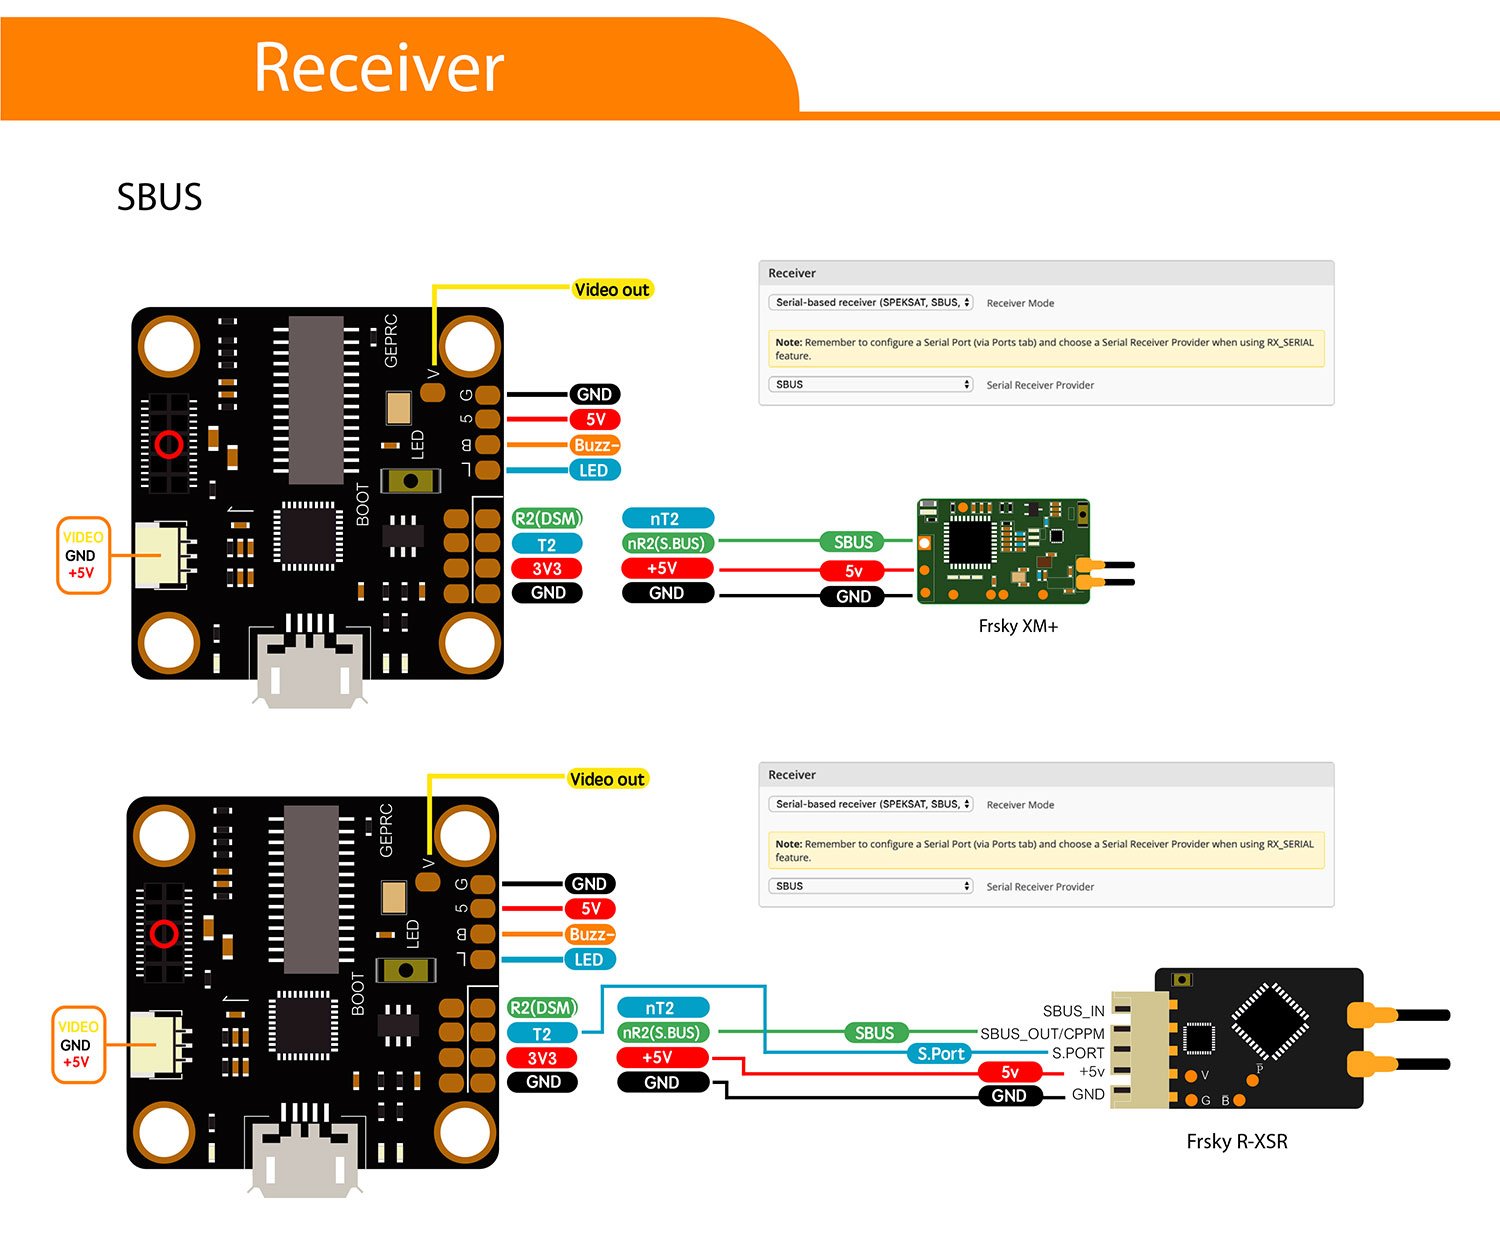 Receiver
SBUS
Video out
GEPRC
V
G
5
B
L
LED
BOOT
GND
5V
Buzz-
LED
VIDEO
GND
+5V
R2(DSM)
T2
3V3
GND
nT2
nR2(S.BUS)
+5V
GND
SBUS
5v
GND
Frsky XM+
Receiver
Serial-based receiver (SPEKSAT, SBUS, Receiver Mode
Note: Remember to configure a Serial Port (via Ports tab) and choose a Serial Receiver Provider when using RX_SERIAL
feature.
SBUS Serial Receiver Provider
Video out
GEPRC
V
G
5
B
L
LED
BOOT
GND
5V
Buzz-
LED
VIDEO
GND
+5V
R2(DSM)
T2
3V3
GND
nT2
nR2(S.BUS)
+5V
GND
SBUS
S.Port
5v
GND
SBUS_IN
SBUS_OUT/CPPM
S.PORT
+5v
GND
V
G
B
P
Frsky R-XSR
Receiver
Serial-based receiver (SPEKSAT, SBUS, Receiver Mode
Note: Remember to configure a Serial Port (via Ports tab) and choose a Serial Receiver Provider when using RX_SERIAL
feature.
SBUS Serial Receiver Provider